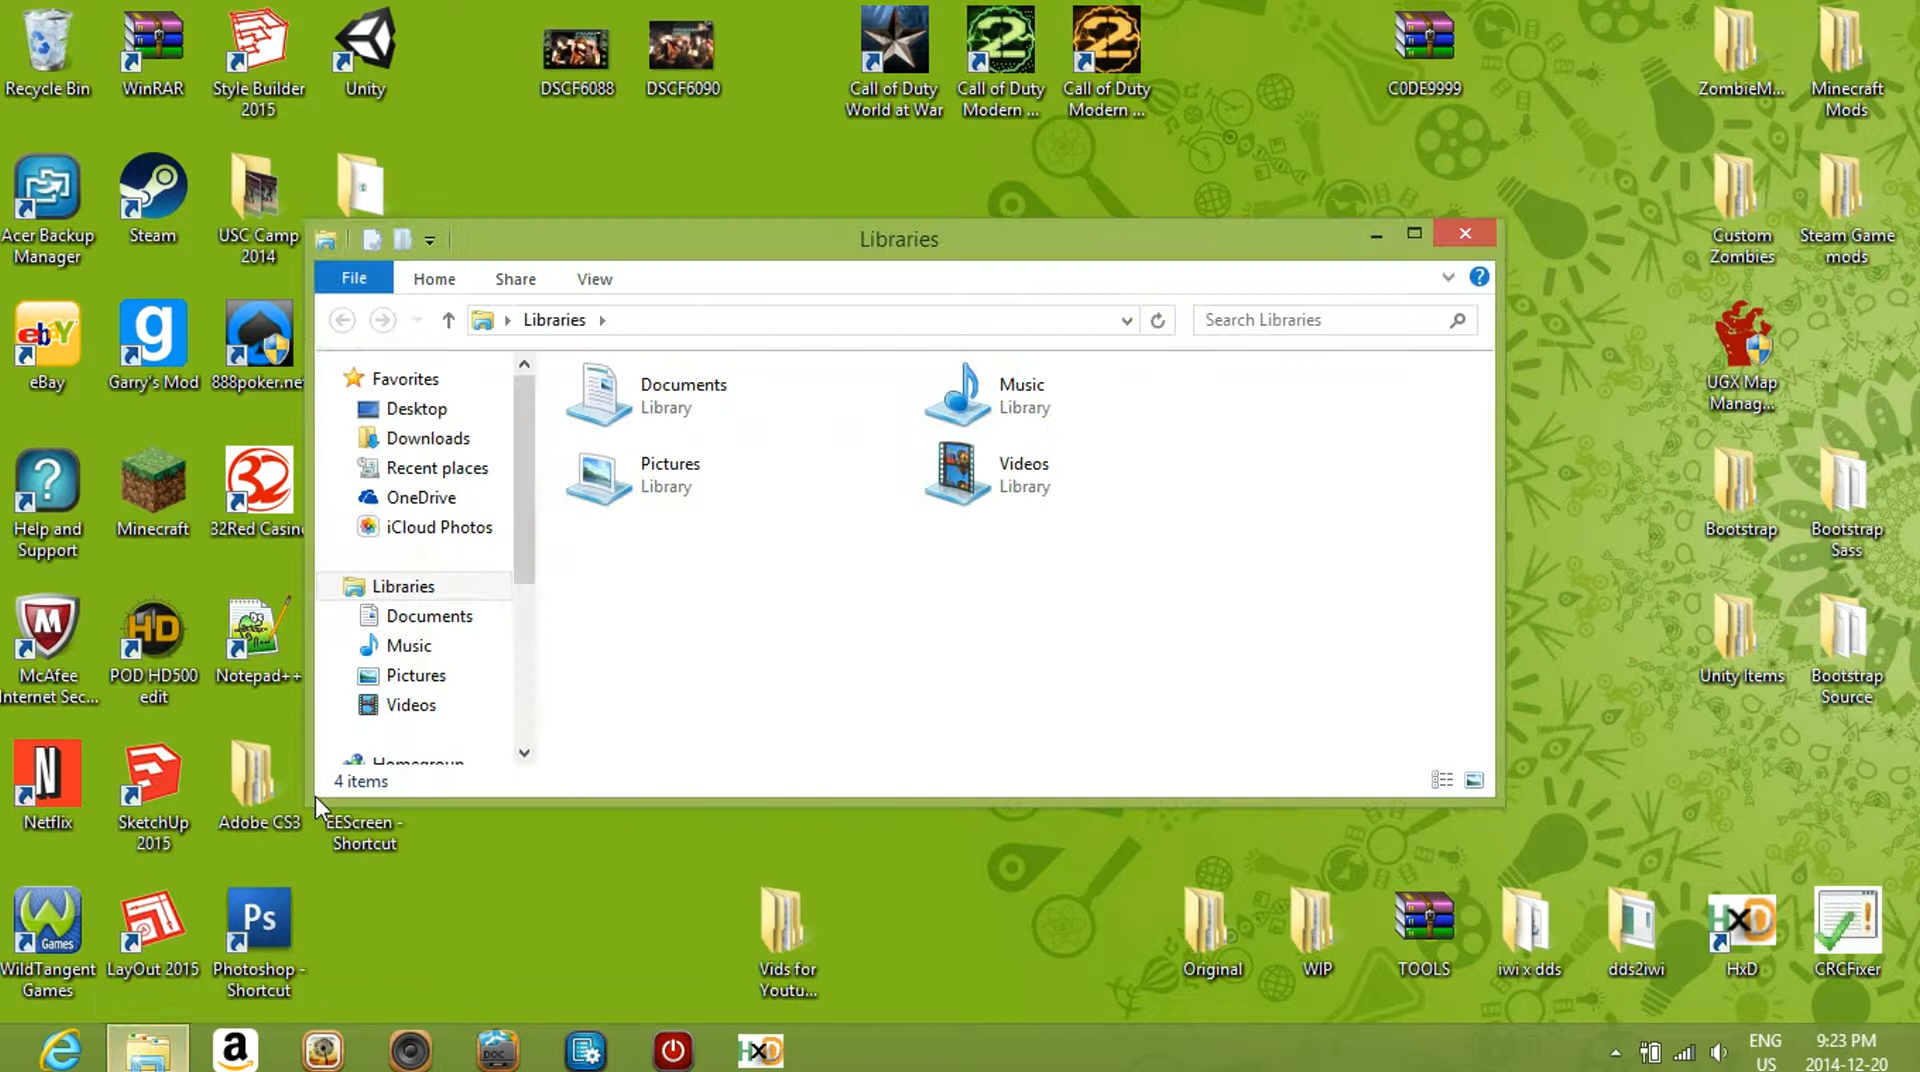 Recycle Bin
WinRAR
Style Builder
2015
Unity
DSCF6088
DSCF6090
Call of Duty
World at War
Call of Duty
Modern ...
Call of Duty
Modern ...
C0DE9999
ZombieM...
Minecraft
Mods
Acer Backup
Manager
Steam
USC Camp
2014
Custom
Zombies
Steam Game
mods
Libraries
File
Home
Share
View
Libraries
Search Libraries
eBay
Garry's Mod
888poker.ne
UGX Map
Manag...
Favorites
Desktop
Downloads
Recent places
OneDrive
iCloud Photos
Libraries
Documents
Music
Pictures
Videos
Homegroup
Documents
Library
Music
Library
Pictures
Library
Videos
Library
4 items
Help and
Support
Minecraft
32Red Casin
Bootstrap
Bootstrap
Sass
McAfee
Internet Sec...
POD HD500
edit
Notepad++
Unity Items
Bootstrap
Source
Netflix
SketchUp
2015
Adobe CS3
EEScreen -
Shortcut
WildTangent
Games
LayOut 2015
Photoshop -
Shortcut
Vids for
Youtu...
Original
WIP
TOOLS
iwi x dds
dds2iwi
HxD
CRCFixer
ENG
US
9:23 PM
2014-12-20